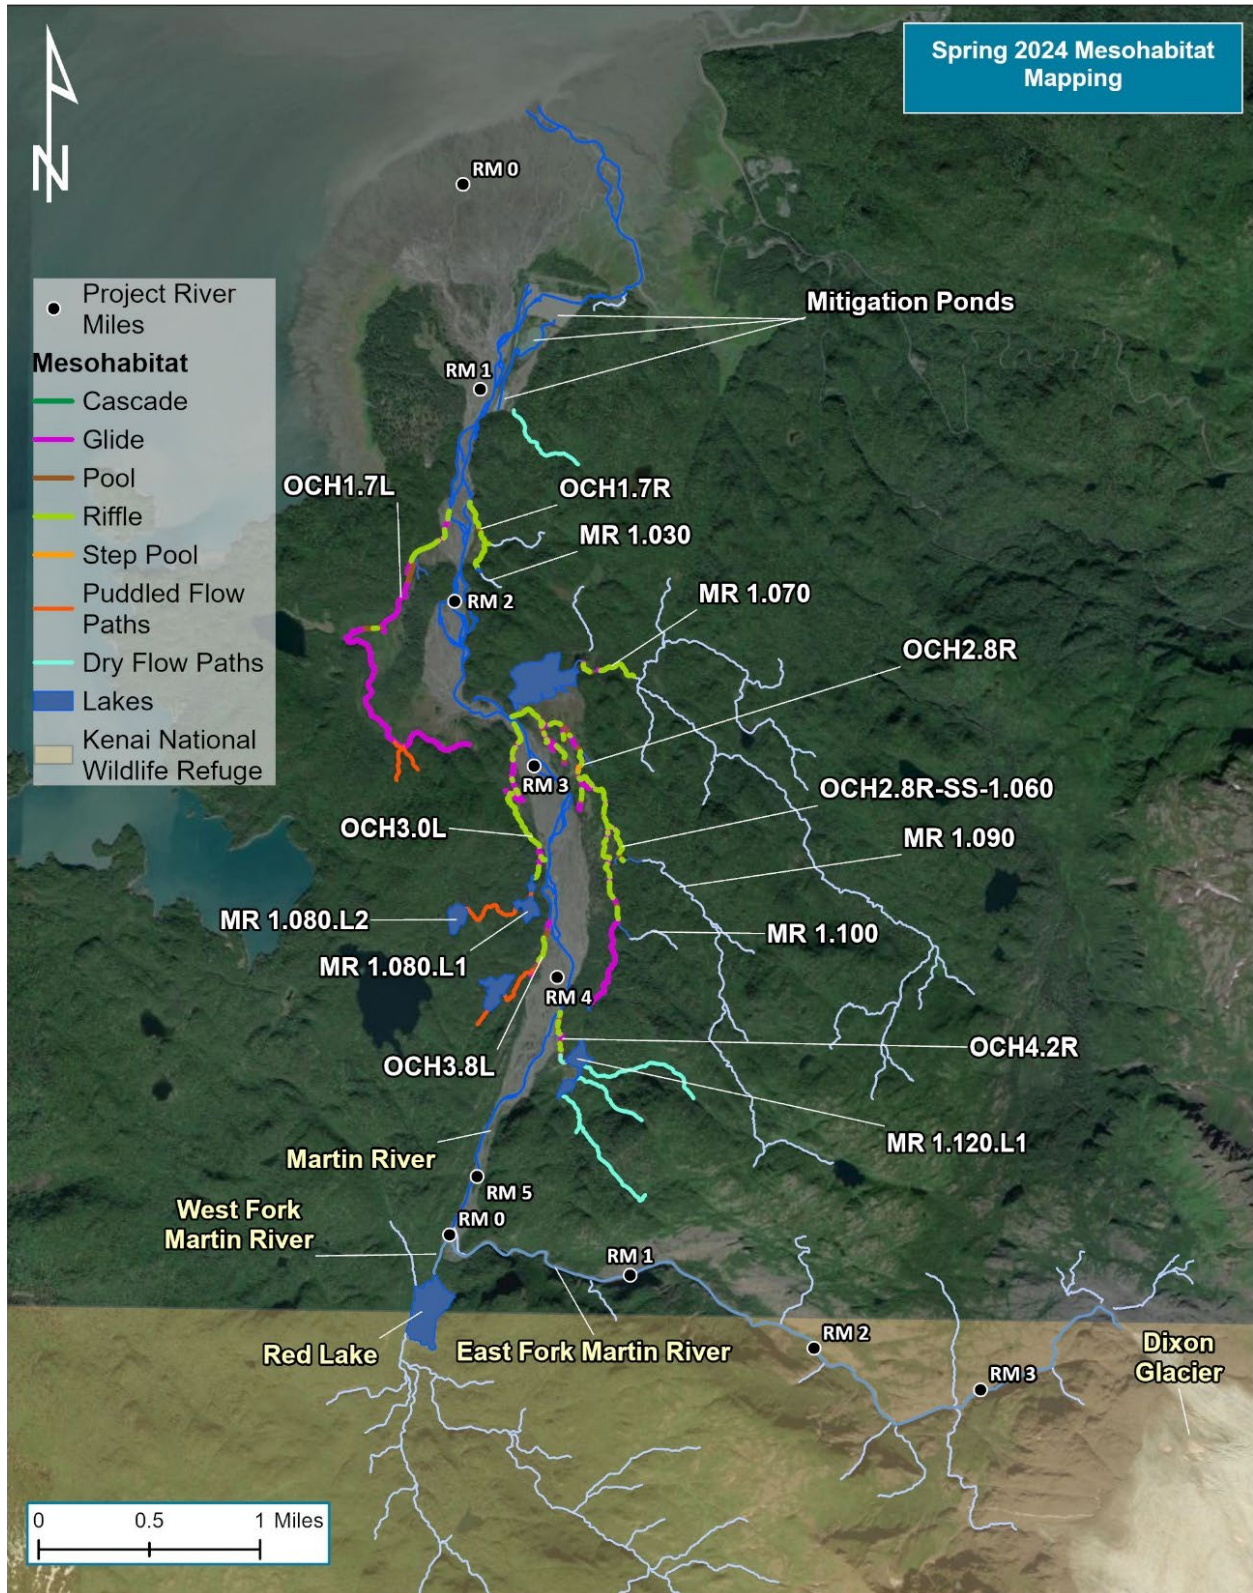 Spring 2024 Mesohabitat
Mapping
N
RM 0
Project River
Miles
Mesohabitat
Cascade
Glide
Pool
Riffle
Step Pool
Puddled Flow
Paths
Dry Flow Paths
Lakes
Kenai National
Wildlife Refuge
Mitigation Ponds
RM 1
OCH1.7L
OCH1.7R
MR 1.030
RM 2
MR 1.070
OCH2.8R
RM 3
OCH2.8R-SS-1.060
OCH3.0L
MR 1.090
MR 1.080.L2
MR 1.100
MR 1.080.L1
RM 4
OCH4.2R
OCH3.8L
MR 1.120.L1
Martin River
RM 5
West Fork
Martin River
RM 0
RM 1
Red Lake
East Fork Martin River
RM 2
Dixon
Glacier
RM 3
0 0.5 1 Miles